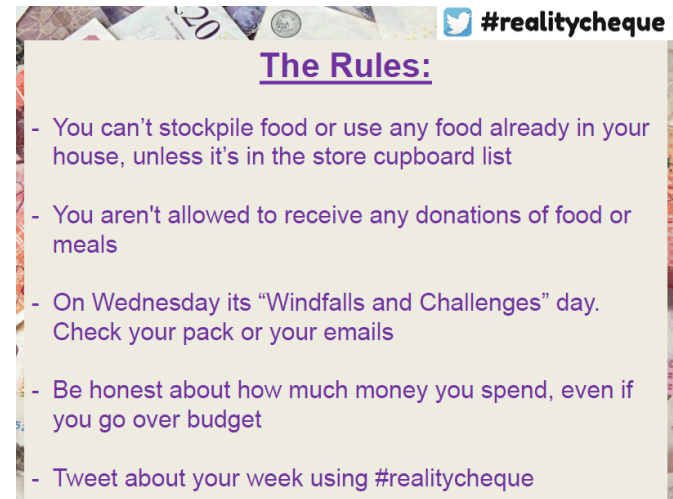 #realitycheque
The Rules:
- You can’t stockpile food or use any food already in your
house, unless it’s in the store cupboard list
- You aren't allowed to receive any donations of food or
meals
- On Wednesday its “Windfalls and Challenges” day.
Check your pack or your emails
- Be honest about how much money you spend, even if
you go over budget
- Tweet about your week using #realitycheque
£20